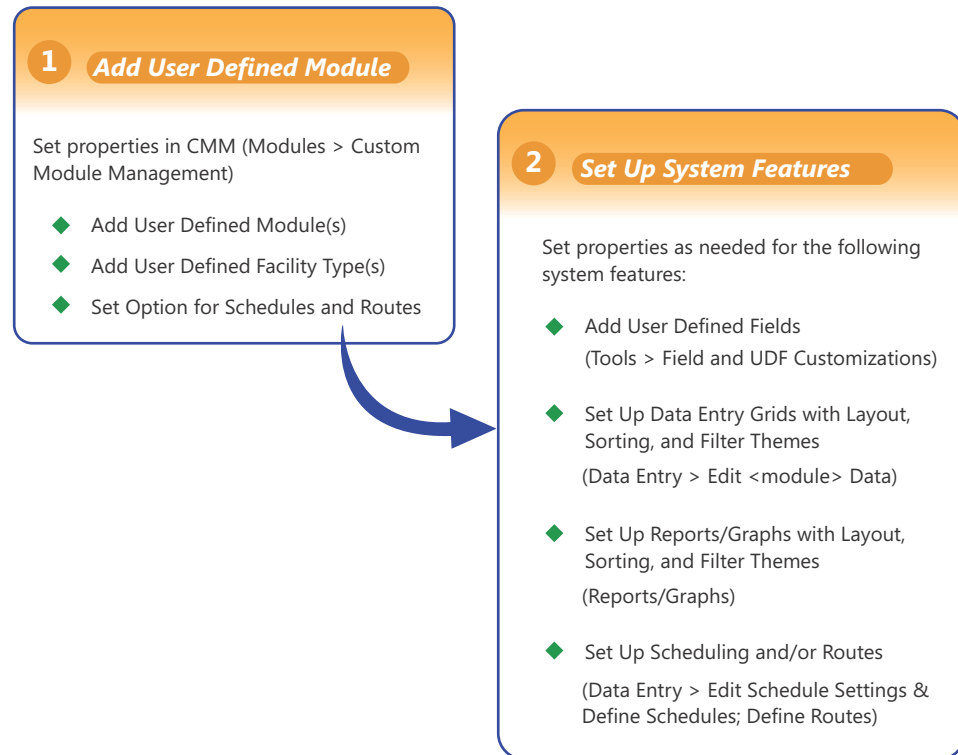 1
Add User Defined Module
Set properties in CMM (Modules > Custom
Module Management)
Add User Defined Module(s)
Add User Defined Facility Type(s)
Set Option for Schedules and Routes
2
Set Up System Features
Set properties as needed for the following
system features:
Add User Defined Fields
(Tools > Field and UDF Customizations)
Set Up Data Entry Grids with Layout,
Sorting, and Filter Themes
(Data Entry > Edit <module> Data)
Set Up Reports/Graphs with Layout,
Sorting, and Filter Themes
(Reports/Graphs)
Set Up Scheduling and/or Routes
(Data Entry > Edit Schedule Settings &
Define Schedules; Define Routes)